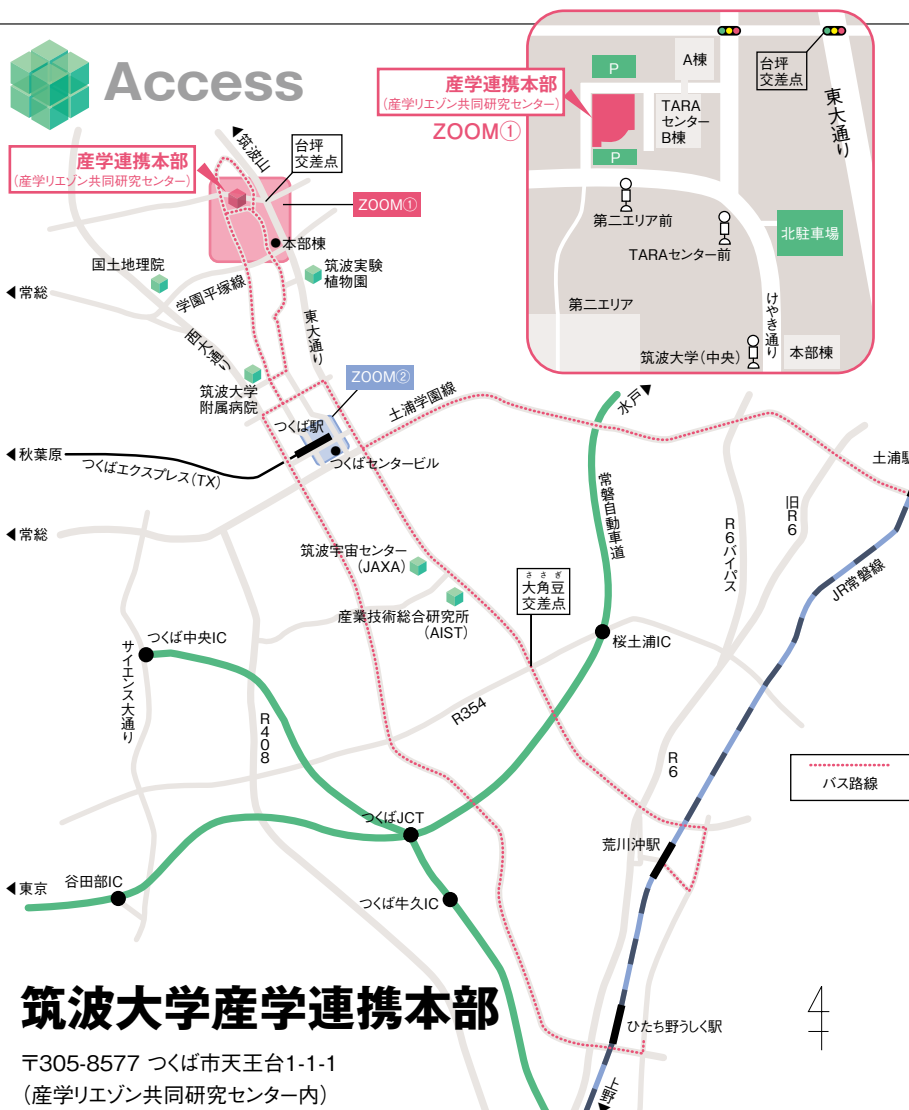 Access
産学連携本部
(産学リエゾン共同研究センター)
ZOOM①
P
A棟
台坪
交差点
東大通り
TARA
センター
B棟
P
第二エリア前
TARAセンター前
北駐車場
第二エリア
けやき通り
筑波大学(中央)
本部棟
◀筑波山
台坪
交差点
産学連携本部
(産学リエゾン共同研究センター)
ZOOM①
本部棟
国土地理院
筑波実験
植物園
◀常総
学園平塚線
西大通り
東大通り
筑波大学
附属病院
ZOOM②
土浦学園線
水戸▶
つくば駅
◀秋葉原
つくばエクスプレス(TX)
つくばセンタービル
土浦駅
常磐自動車道
R6バイパス
旧R6
◀常総
筑波宇宙センター
(JAXA)
ささぎ
大角豆
交差点
JR常磐線
産業技術総合研究所
(AIST)
つくば中央IC
桜土浦IC
サイエンス大通り
R408
R354
R6
バス路線
つくばJCT
荒川沖駅
◀東京
谷田部IC
つくば牛久IC
筑波大学産学連携本部
ひたち野うしく駅
〒305-8577 つくば市天王台1-1-1
(産学リエゾン共同研究センター内)
上野▶